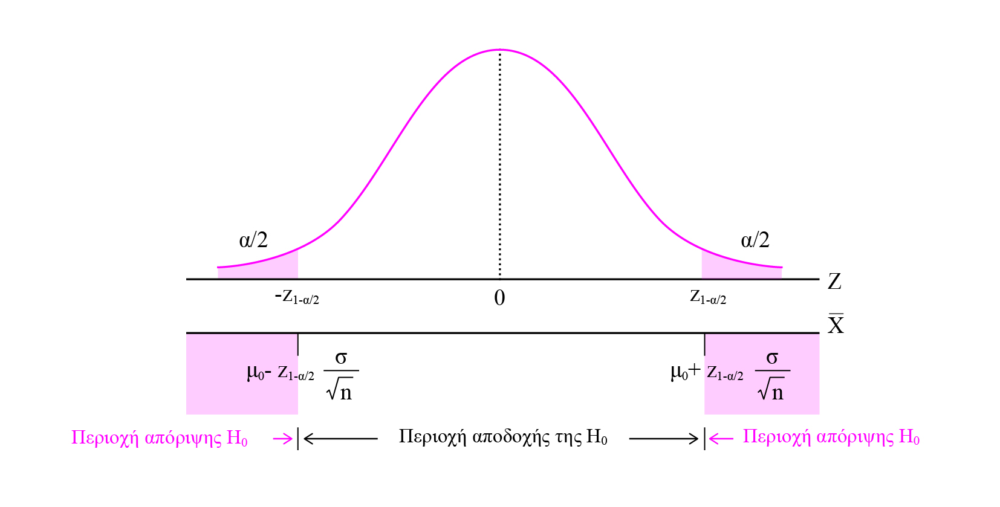 α/2 α/2
Z
-z₁₋α/₂ 0 z₁₋α/₂
X̅
μ₀- z₁₋α/₂ σ/√n μ₀+ z₁₋α/₂ σ/√n
Περιοχή απόριψης H₀ Περιοχή αποδοχής της H₀ Περιοχή απόριψης H₀